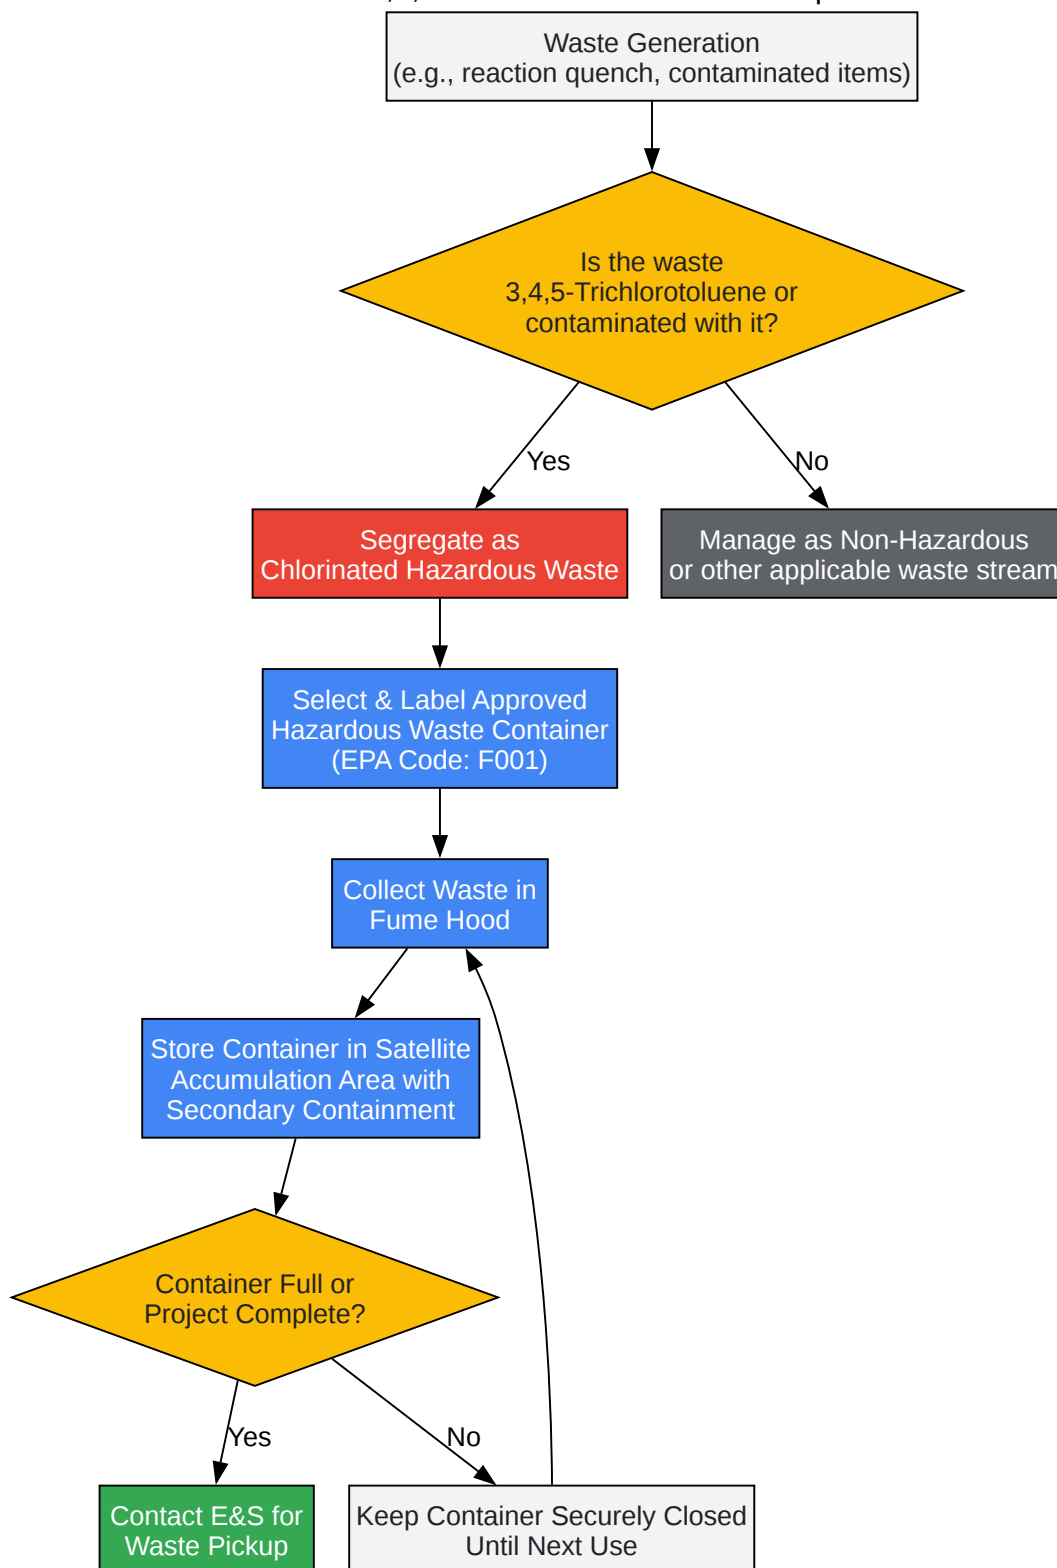 Waste Generation
(e.g., reaction quench, contaminated items)
Is the waste
3,4,5-Trichlorotoluene or
contaminated with it?
Yes
No
Segregate as
Chlorinated Hazardous Waste
Manage as Non-Hazardous
or other applicable waste stream
Select & Label Approved
Hazardous Waste Container
(EPA Code: F001)
Collect Waste in
Fume Hood
Store Container in Satellite
Accumulation Area with
Secondary Containment
Container Full or
Project Complete?
Yes
No
Contact E&S for
Waste Pickup
Keep Container Securely Closed
Until Next Use